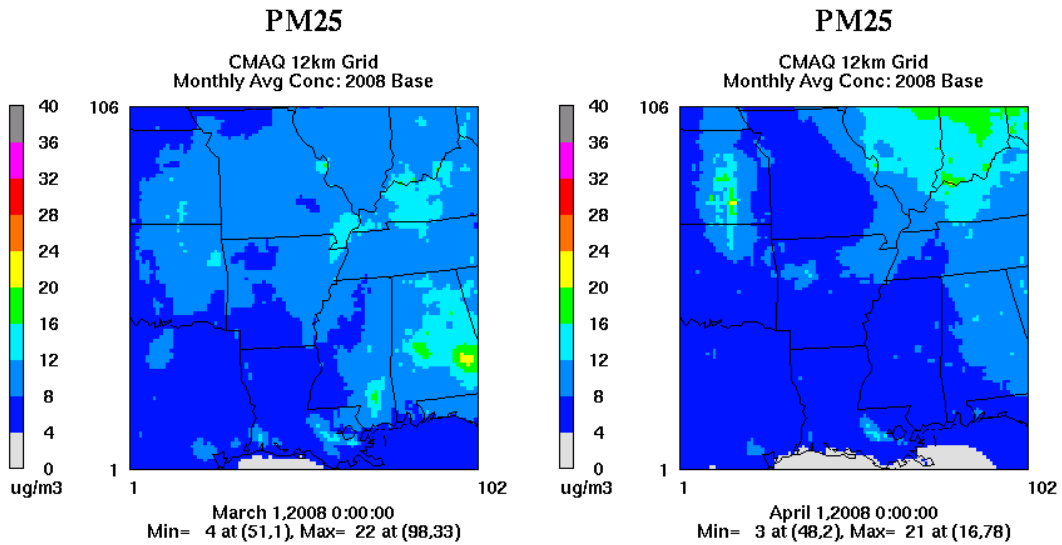 PM25
CMAQ 12km Grid
Monthly Avg Conc: 2008 Base
40
36
32
28
24
20
16
12
8
4
0
ug/m3
106
1
1
102
March 1,2008 0:00:00
Min= 4 at (51,1), Max= 22 at (98,33)
PM25
CMAQ 12km Grid
Monthly Avg Conc: 2008 Base
40
36
32
28
24
20
16
12
8
4
0
ug/m3
106
1
1
102
April 1,2008 0:00:00
Min= 3 at (48,2), Max= 21 at (16,78)